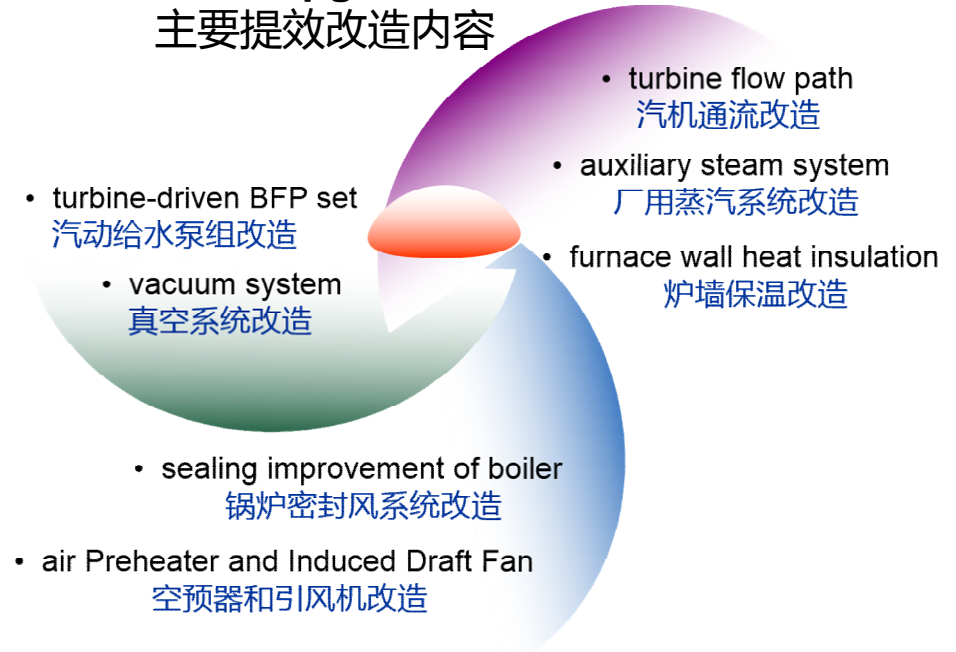 主要提效改造内容
• turbine flow path
汽机通流改造
• auxiliary steam system
厂用蒸汽系统改造
• furnace wall heat insulation
炉墙保温改造
• turbine-driven BFP set
汽动给水泵组改造
• vacuum system
真空系统改造
• sealing improvement of boiler
锅炉密封风系统改造
• air Preheater and Induced Draft Fan
空预器和引风机改造